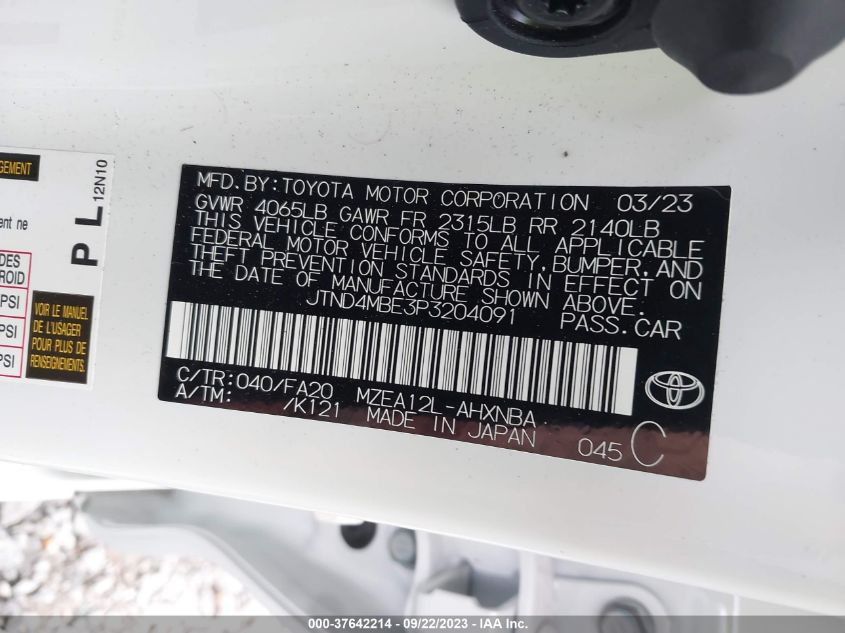 GEMENT
ent ne
DES
ROID
PSI
PSI
PSI
P L
12N10
VOIR LE MANUEL
DE L'USAGER
POUR PLUS DE
RENSEIGNEMENTS.
MFD.BY:TOYOTA MOTOR CORPORATION 03/23
GVWR 4065LB GAWR FR 2315LB RR 2140LB
THIS VEHICLE CONFORMS TO ALL APPLICABLE
FEDERAL MOTOR VEHICLE SAFETY,BUMPER,AND
THEFT PREVENTION STANDARDS IN EFFECT ON
THE DATE OF MANUFACTURE SHOWN ABOVE.
JTND4MBE3P3204091 PASS.CAR
C/TR:040/FA20 MZEA12L-AHXNBA
A/TM: /K121 MADE IN JAPAN 045 C
000-37642214 - 09/22/2023 - IAA Inc.